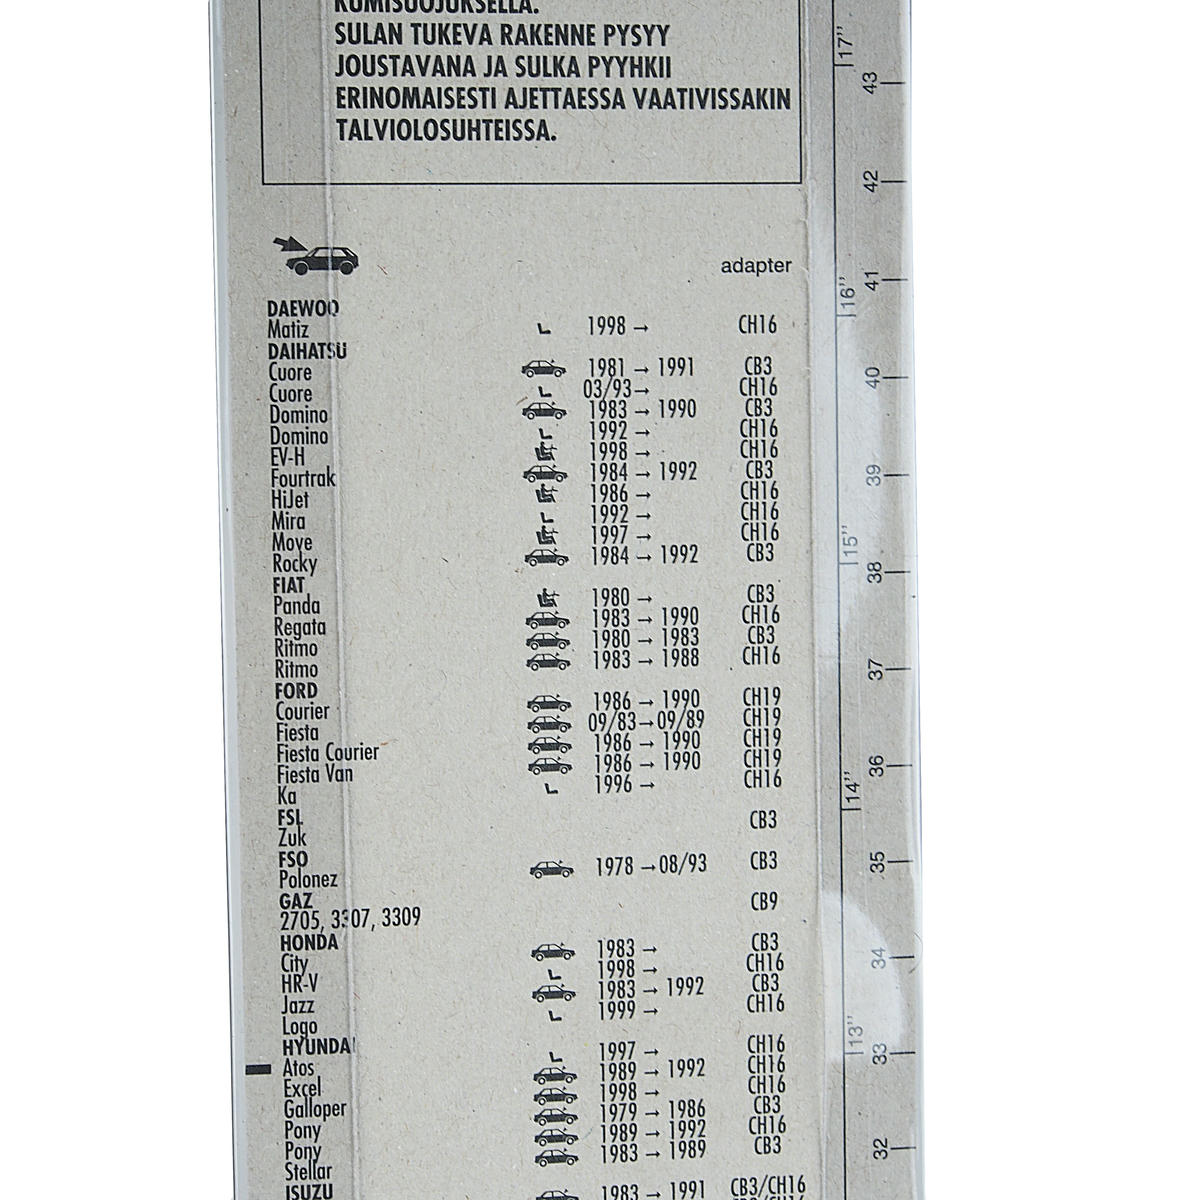 KUMISUOJUKSELLA.
SULAN TUKEVA RAKENNE PYSYY
JOUSTAVANA JA SULKA PYYHKII
ERINOMAISESTI AJETTAESSA VAATIVISSAKIN
TALVIOLOSUHTEISSA.
adapter
DAEWOO
Matiz 1998 → CH16
DAIHATSU
Cuore 1981 → 1991 CB3
Cuore 03/93→ CH16
Domino 1983 → 1990 CB3
Domino 1992 → CH16
EV-H 1998 → CH16
Fourtrak 1984 → 1992 CB3
HiJet 1986 → CH16
Mira 1992 → CH16
Move 1997 → CH16
Rocky 1984 → 1992 CB3
FIAT
Panda 1980 → CB3
Regata 1983 → 1990 CH16
Ritmo 1980 → 1983 CB3
Ritmo 1983 → 1988 CH16
FORD
Courier 1986 → 1990 CH19
Fiesta 09/83→09/89 CH19
Fiesta Courier 1986 → 1990 CH19
Fiesta Van 1986 → 1990 CH19
Ka 1996 → CH16
FSL
Zuk CB3
FSO
Polonez 1978 →08/93 CB3
GAZ
2705, 3307, 3309 CB9
HONDA
City 1983 → CB3
HR-V 1998 → CH16
Jazz 1983 → 1992 CB3
Logo 1999 → CH16
HYUNDAI
Atos 1997 → CH16
Excel 1989 → 1992 CH16
Galloper 1998 → CH16
Pony 1979 → 1986 CB3
Pony 1989 → 1992 CH16
Stellar 1983 → 1989 CB3
ISUZU
1983 → 1991 CB3/CH16
17"
43
42
41
16"
40
39
15"
38
37
36
14"
35
34
13"
33
32